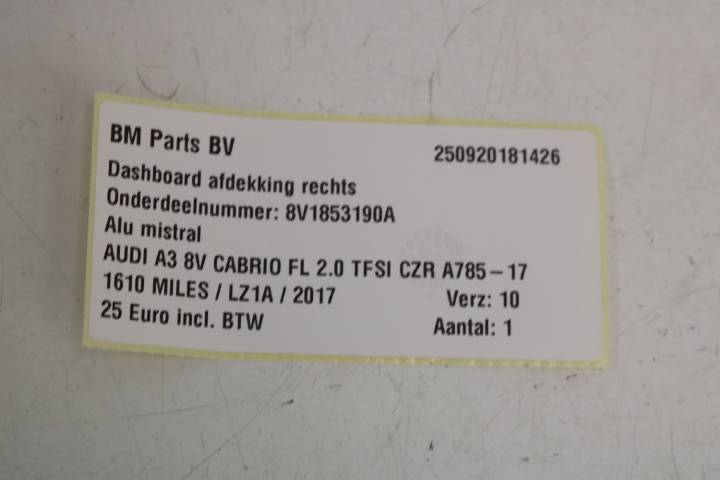 BM Parts BV 250920181426
Dashboard afdekking rechts
Onderdeelnummer: 8V1853190A
Alu mistral
AUDI A3 8V CABRIO FL 2.0 TFSI CZR A785-17
1610 MILES / LZ1A / 2017 Verz: 10
25 Euro incl. BTW Aantal: 1